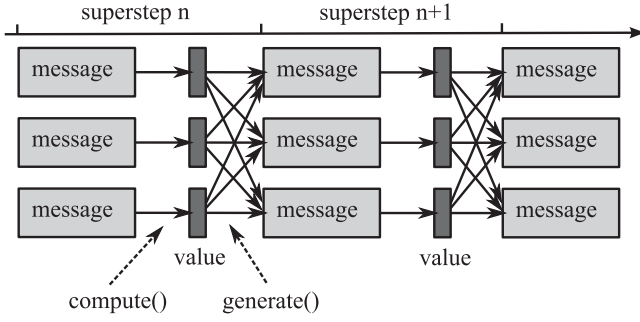 superstep n superstep n+1
message message message
message message message
message message message
value value
compute() generate()